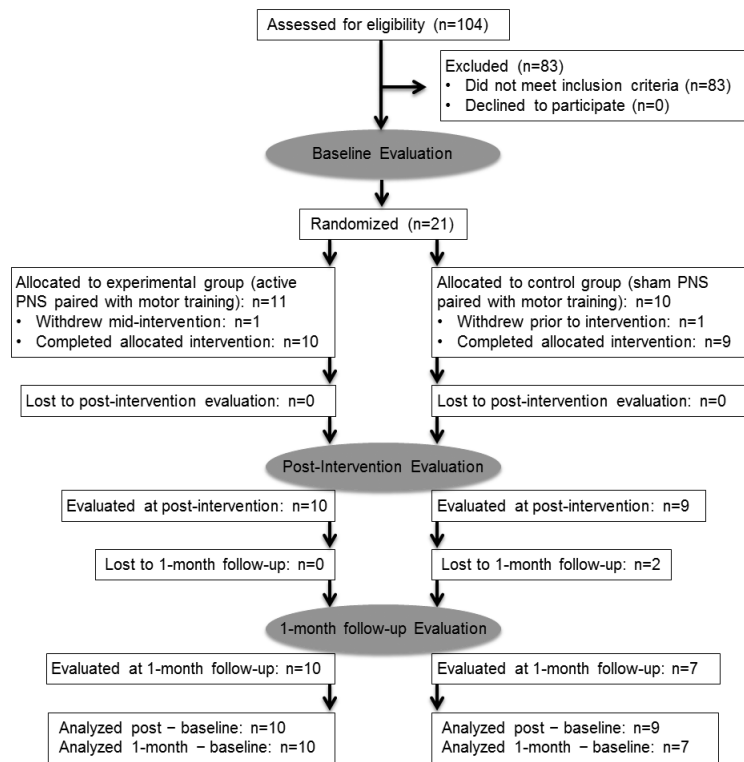 Assessed for eligibility (n=104)
Excluded (n=83)
• Did not meet inclusion criteria (n=83)
• Declined to participate (n=0)
Baseline Evaluation
Randomized (n=21)
Allocated to experimental group (active
PNS paired with motor training): n=11
• Withdrew mid-intervention: n=1
• Completed allocated intervention: n=10
Allocated to control group (sham PNS
paired with motor training): n=10
• Withdrew prior to intervention: n=1
• Completed allocated intervention: n=9
Lost to post-intervention evaluation: n=0
Lost to post-intervention evaluation: n=0
Post-Intervention Evaluation
Evaluated at post-intervention: n=10
Evaluated at post-intervention: n=9
Lost to 1-month follow-up: n=0
Lost to 1-month follow-up: n=2
1-month follow-up Evaluation
Evaluated at 1-month follow-up: n=10
Evaluated at 1-month follow-up: n=7
Analyzed post − baseline: n=10
Analyzed 1-month − baseline: n=10
Analyzed post − baseline: n=9
Analyzed 1-month − baseline: n=7